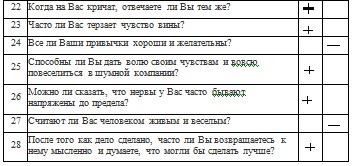 22 Когда на Вас кричат, отвечаете ли Вы тем же? +
23 Часто ли Вас терзает чувство вины? +
24 Все ли Ваши привычки хороши и желательны? —
25 Способны ли Вы дать волю своим чувствам и вовсю
повеселиться в шумной компании? +
26 Можно ли сказать, что нервы у Вас часто бывают
напряжены до предела? +
27 Считают ли Вас человеком живым и веселым? —
28 После того как дело сделано, часто ли Вы возвращаетесь к
нему мысленно и думаете, что могли бы сделать лучше? +